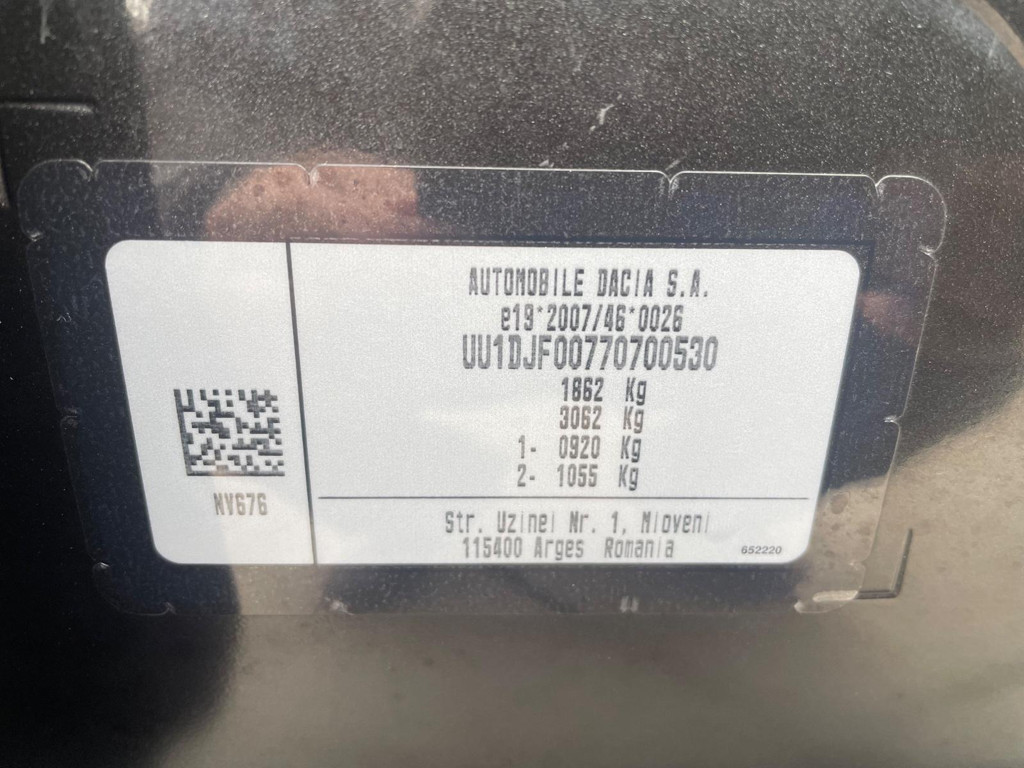 AUTOMOBILE DACIA S.A.
e19*2007/46*0026
UU1DJF00770700530
1862 Kg
3062 Kg
1- 0920 Kg
2- 1055 Kg
NV676
Str. Uzinei Nr. 1, Mioveni
115400 Arges Romania
652220